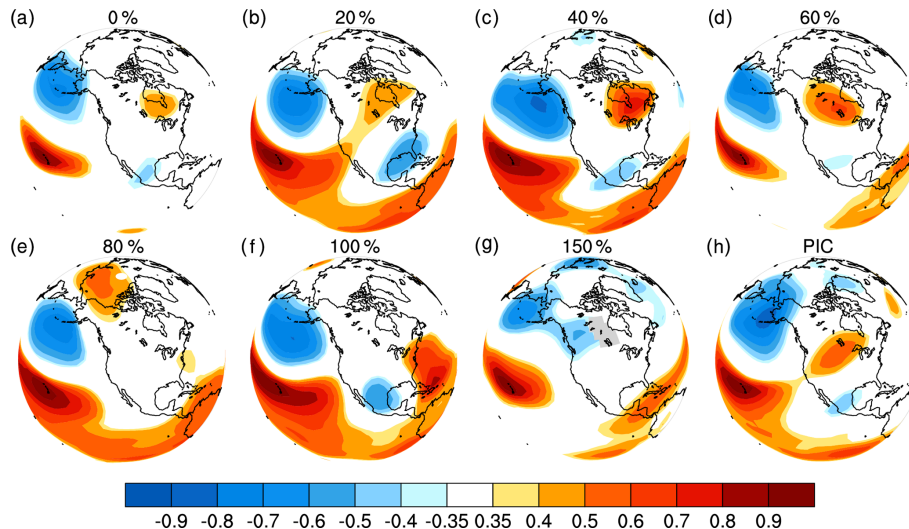 (a) 0 % (b) 20 % (c) 40 % (d) 60 %
(e) 80 % (f) 100 % (g) 150 % (h) PIC
-0.9 -0.8 -0.7 -0.6 -0.5 -0.4 -0.35 0.35 0.4 0.5 0.6 0.7 0.8 0.9